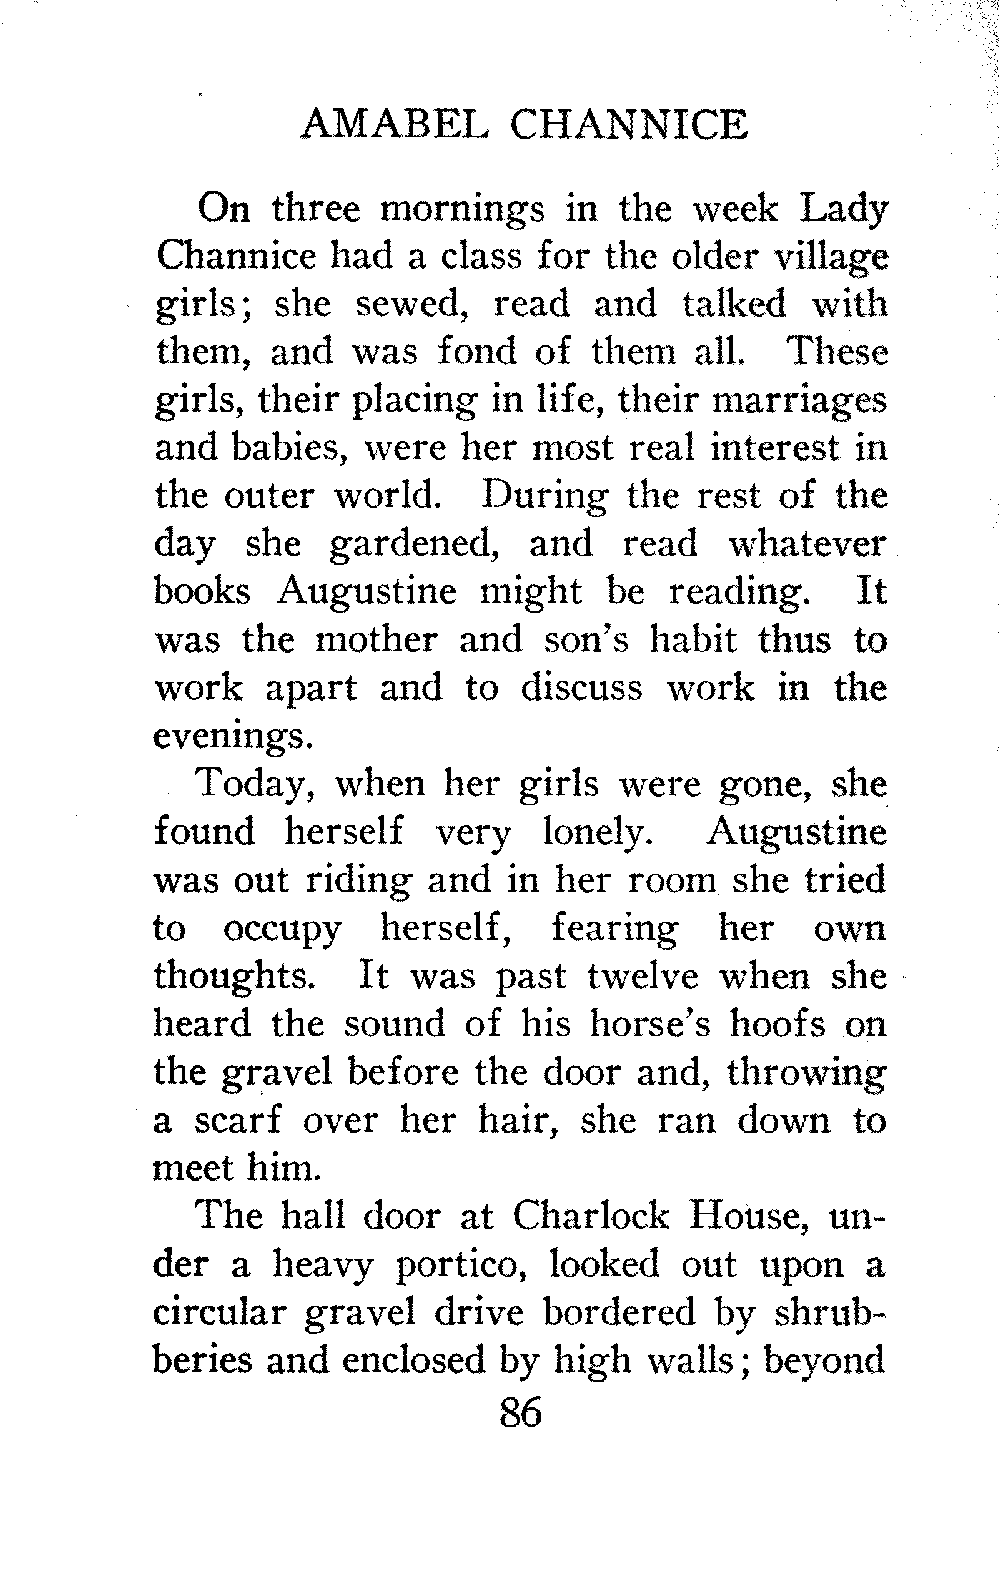 AMABEL CHANNICE
On three mornings in the week Lady
Channice had a class for the older village
girls; she sewed, read and talked with
them, and was fond of them all. These
girls, their placing in life, their marriages
and babies, were her most real interest in
the outer world. During the rest of the
day she gardened, and read whatever
books Augustine might be reading. It
was the mother and son's habit thus to
work apart and to discuss work in the
evenings.
Today, when her girls were gone, she
found herself very lonely. Augustine
was out riding and in her room she tried
to occupy herself, fearing her own
thoughts. It was past twelve when she
heard the sound of his horse's hoofs on
the gravel before the door and, throwing
a scarf over her hair, she ran down to
meet him.
The hall door at Charlock House, un-
der a heavy portico, looked out upon a
circular gravel drive bordered by shrub-
beries and enclosed by high walls; beyond
86